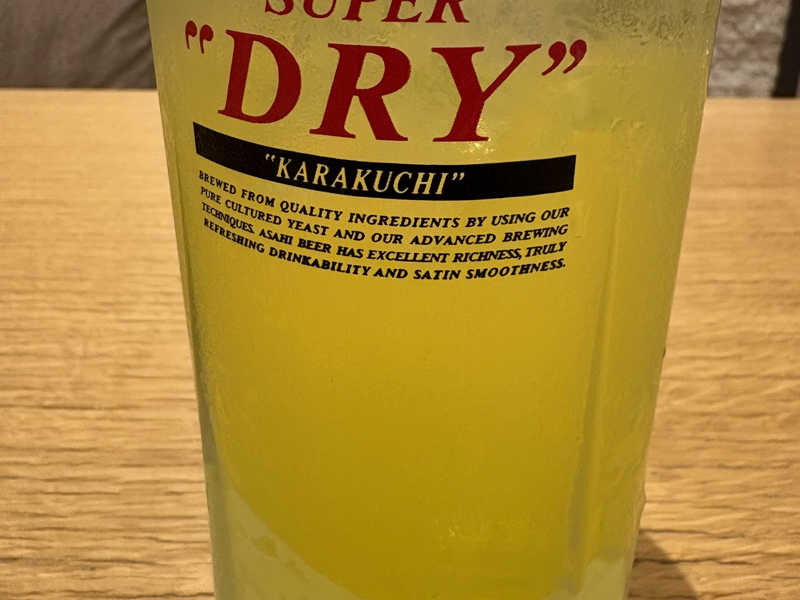 SUPER
"DRY"
"KARAKUCHI"
BREWED FROM QUALITY INGREDIENTS BY USING OUR
PURE CULTURED YEAST AND OUR ADVANCED BREWING
TECHNIQUES. ASAHI BEER HAS EXCELLENT RICHNESS, TRULY
REFRESHING DRINKABILITY AND SATIN SMOOTHNESS.